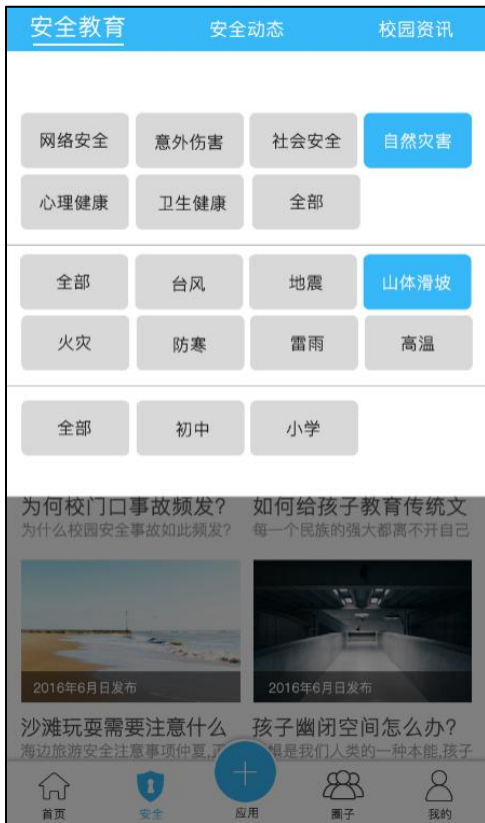 安全教育 安全动态 校园资讯
网络安全 意外伤害 社会安全 自然灾害
心理健康 卫生健康 全部
全部 台风 地震 山体滑坡
火灾 防寒 雷雨 高温
全部 初中 小学
为何校门口事故频发? 如何给孩子教育传统文
为什么校园安全事故如此频发? 每一个民族的强大都离不开自己
2016年6月日发布 2016年6月日发布
沙滩玩耍需要注意什么 孩子幽闭空间怎么办?
海边旅游安全注意事项仲夏,正 惧是我们人类的一种本能,孩子
首页 安全 应用 圈子 我的